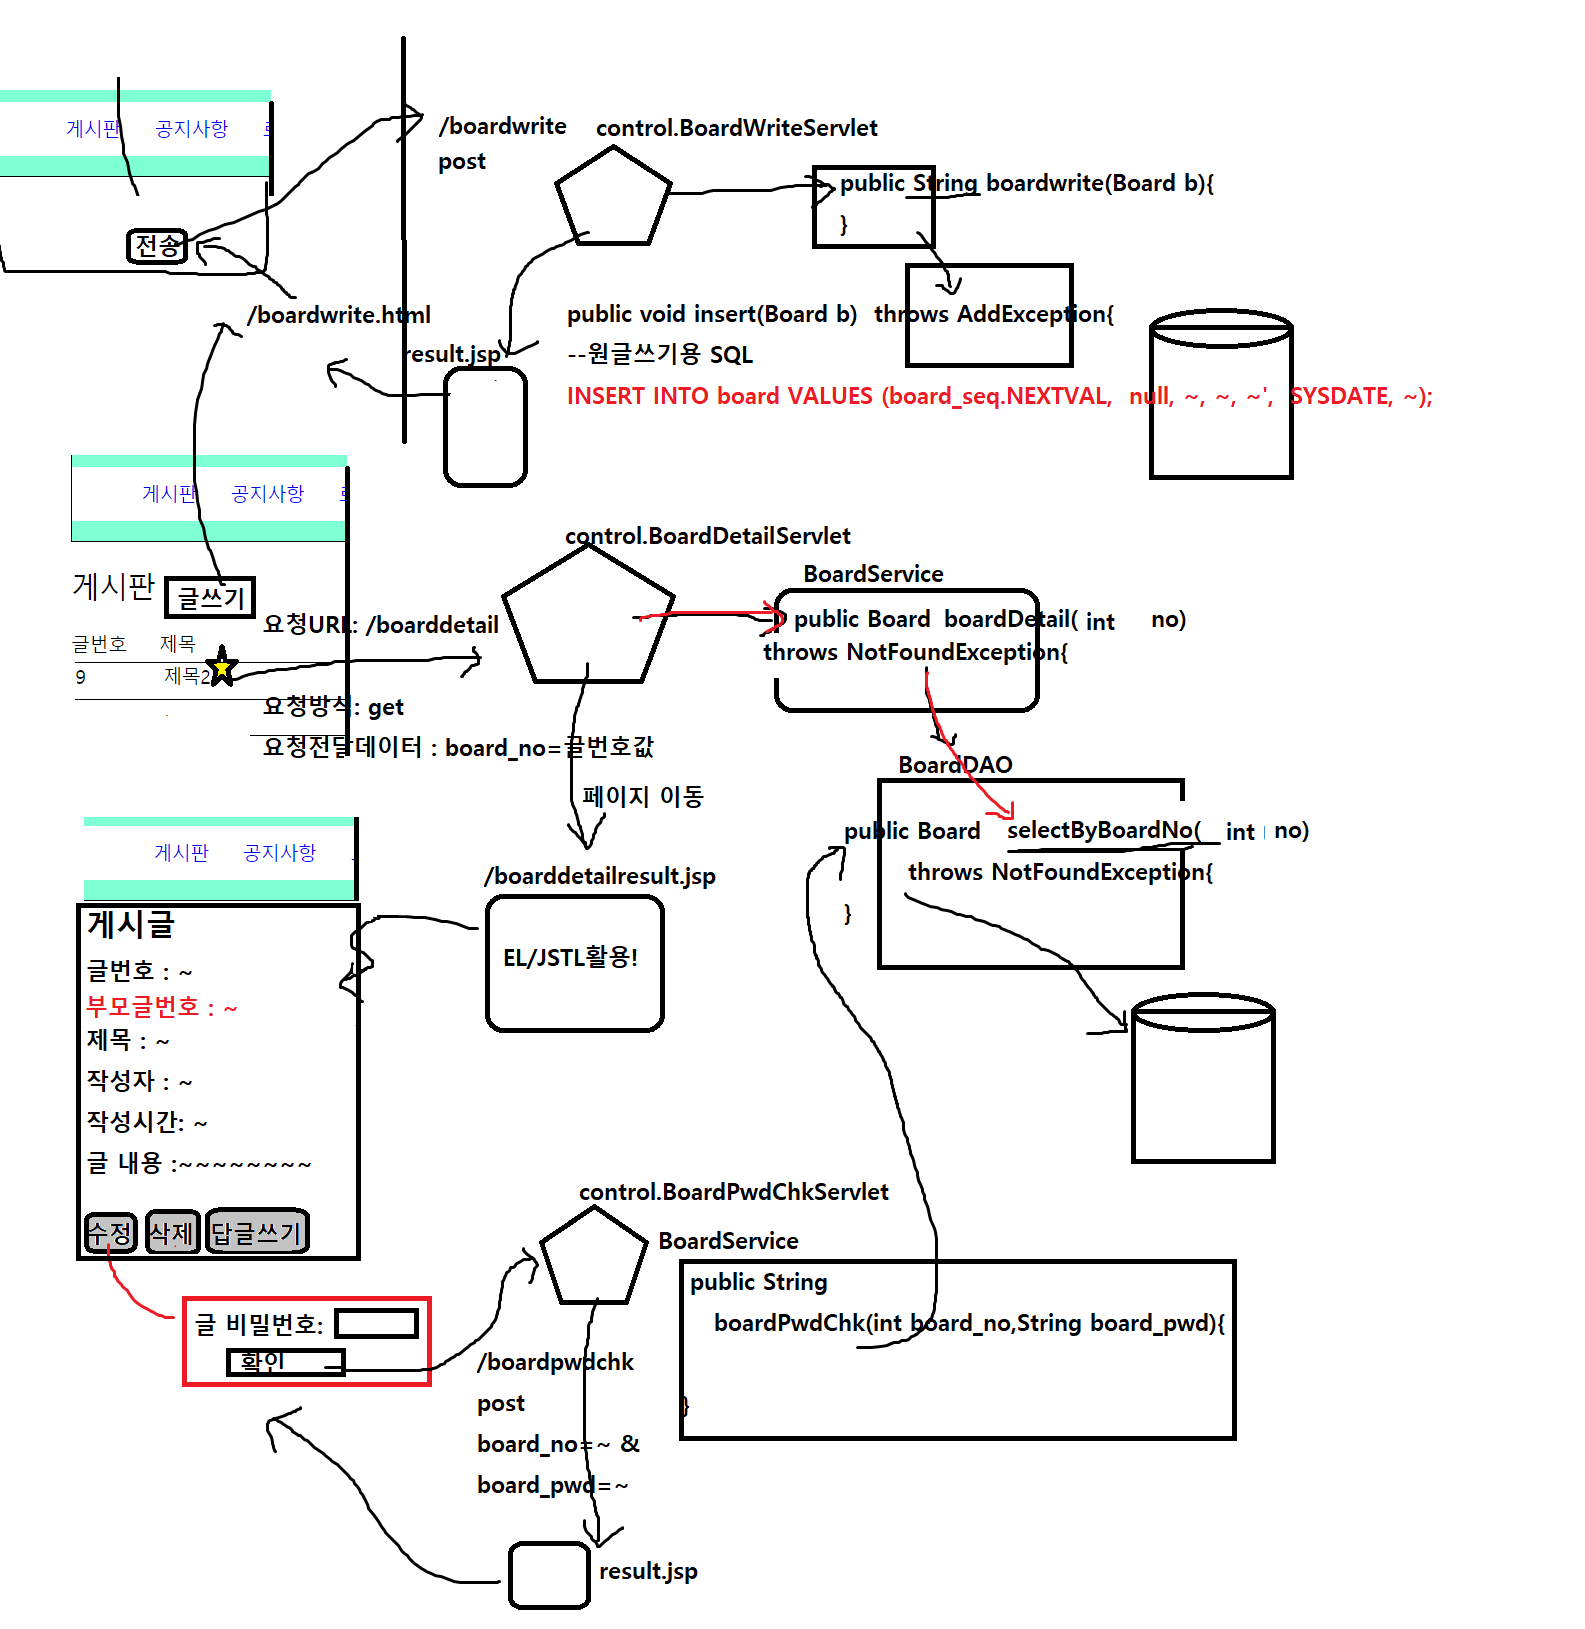 게시판 공지사항
/boardwrite
post
control.BoardWriteServlet
public String boardwrite(Board b){
}
전송
/boardwrite.html
result.jsp
public void insert(Board b) throws AddException{
--원글쓰기용 SQL
INSERT INTO board VALUES (board_seq.NEXTVAL, null, ~, ~, ~', SYSDATE, ~);
게시판 공지사항
게시판
글쓰기
글번호 제목
9 제목2
요청URL: /boarddetail
요청방식: get
요청전달데이터 : board_no=글번호값
control.BoardDetailServlet
BoardService
public Board boardDetail( int no)
throws NotFoundException{
페이지 이동
BoardDAO
public Board selectByBoardNo( int no)
throws NotFoundException{
}
/boarddetailresult.jsp
EL/JSTL활용!
게시판 공지사항
게시글
글번호 : ~
부모글번호 : ~
제목 : ~
작성자 : ~
작성시간: ~
글 내용 :~~~~~~~~
수정 삭제 답글쓰기
글 비밀번호:
확인
control.BoardPwdChkServlet
BoardService
public String
boardPwdChk(int board_no,String board_pwd){
}
/boardpwdchk
post
board_no=~ &
board_pwd=~
result.jsp